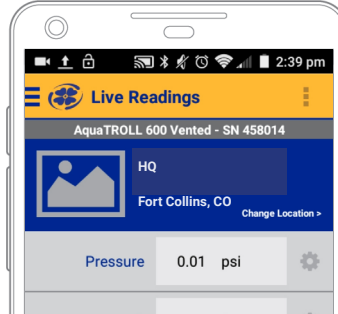 2:39 pm
Live Readings
AquaTROLL 600 Vented - SN 458014
HQ
Fort Collins, CO
Change Location >
Pressure 0.01 psi